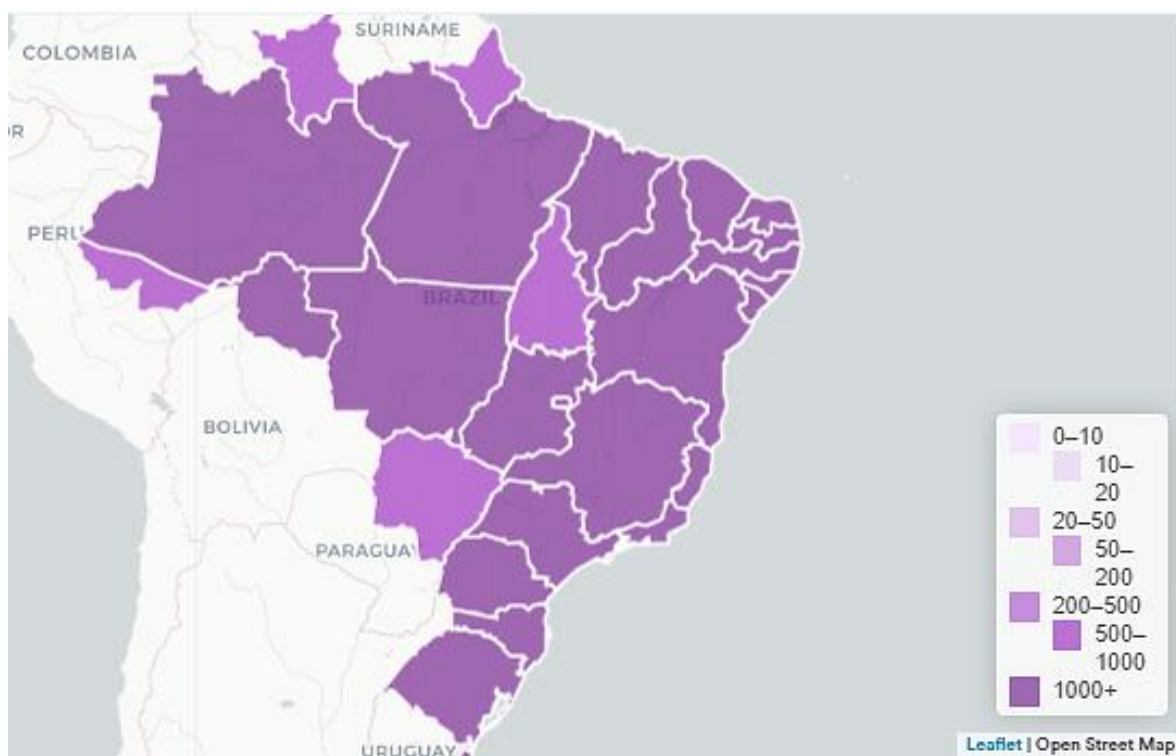 SURINAME
COLOMBIA
OR
PERU
BRAZIL
BOLIVIA
PARAGUAY
URUGUAY
0–10
10–
20
20–50
50–
200
200–500
500–
1000
1000+
Leaflet | Open Street Map